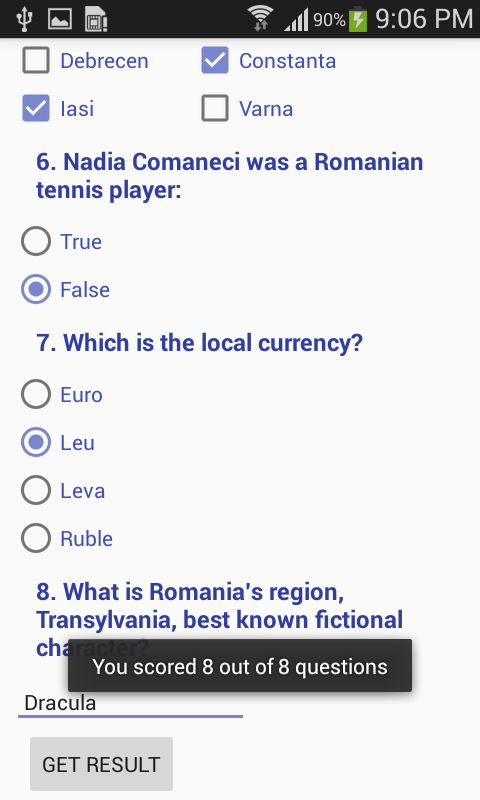 90% 9:06 PM
Debrecen Constanta
Iasi Varna
6. Nadia Comaneci was a Romanian
tennis player:
True
False
7. Which is the local currency?
Euro
Leu
Leva
Ruble
8. What is Romania's region,
Transylvania, best known fictional
character?
You scored 8 out of 8 questions
Dracula
GET RESULT